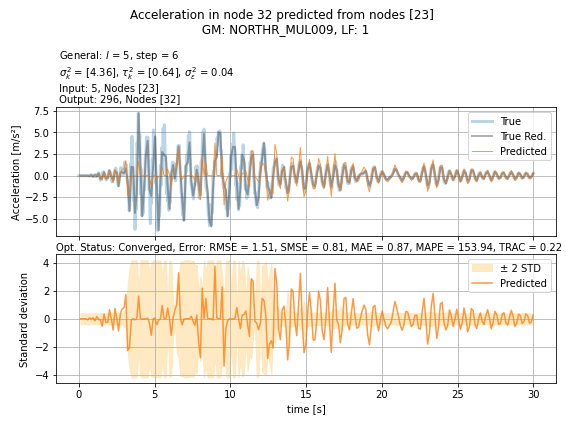 Acceleration in node 32 predicted from nodes [23]
GM: NORTHR_MUL009, LF: 1
General: l = 5, step = 6
σ²ₖ = [4.36], τ²ₖ = [0.64], σ²ε = 0.04
Input: 5, Nodes [23]
Output: 296, Nodes [32]
Acceleration [m/s²]
7.5
5.0
2.5
0.0
−2.5
−5.0
True
True Red.
Predicted
Opt. Status: Converged, Error: RMSE = 1.51, SMSE = 0.81, MAE = 0.87, MAPE = 153.94, TRAC = 0.22
Standard deviation
4
2
0
−2
−4
± 2 STD
Predicted
0 5 10 15 20 25 30
time [s]